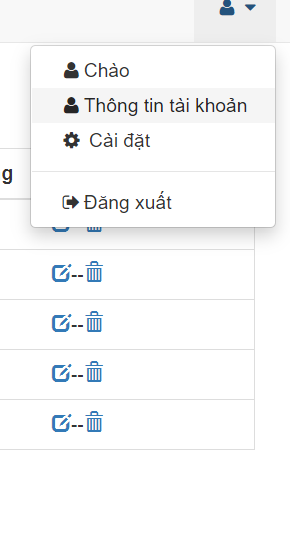 Chào
Thông tin tài khoản
Cài đặt
g
Đăng xuất
--
--
--
--